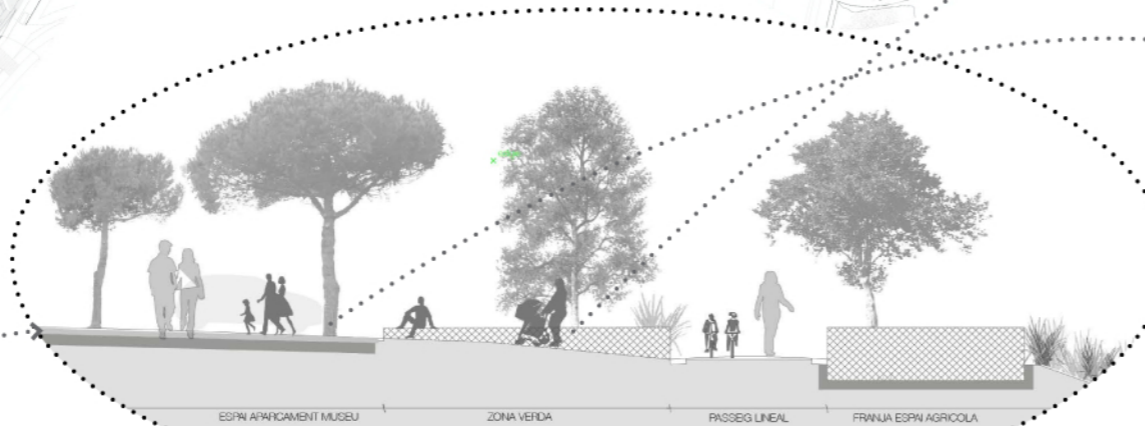 ESPAI APARCAMENT MUSEU
ZONA VERDA
PASSEIG LINEAL
FRANJA ESPAI AGRICOLA